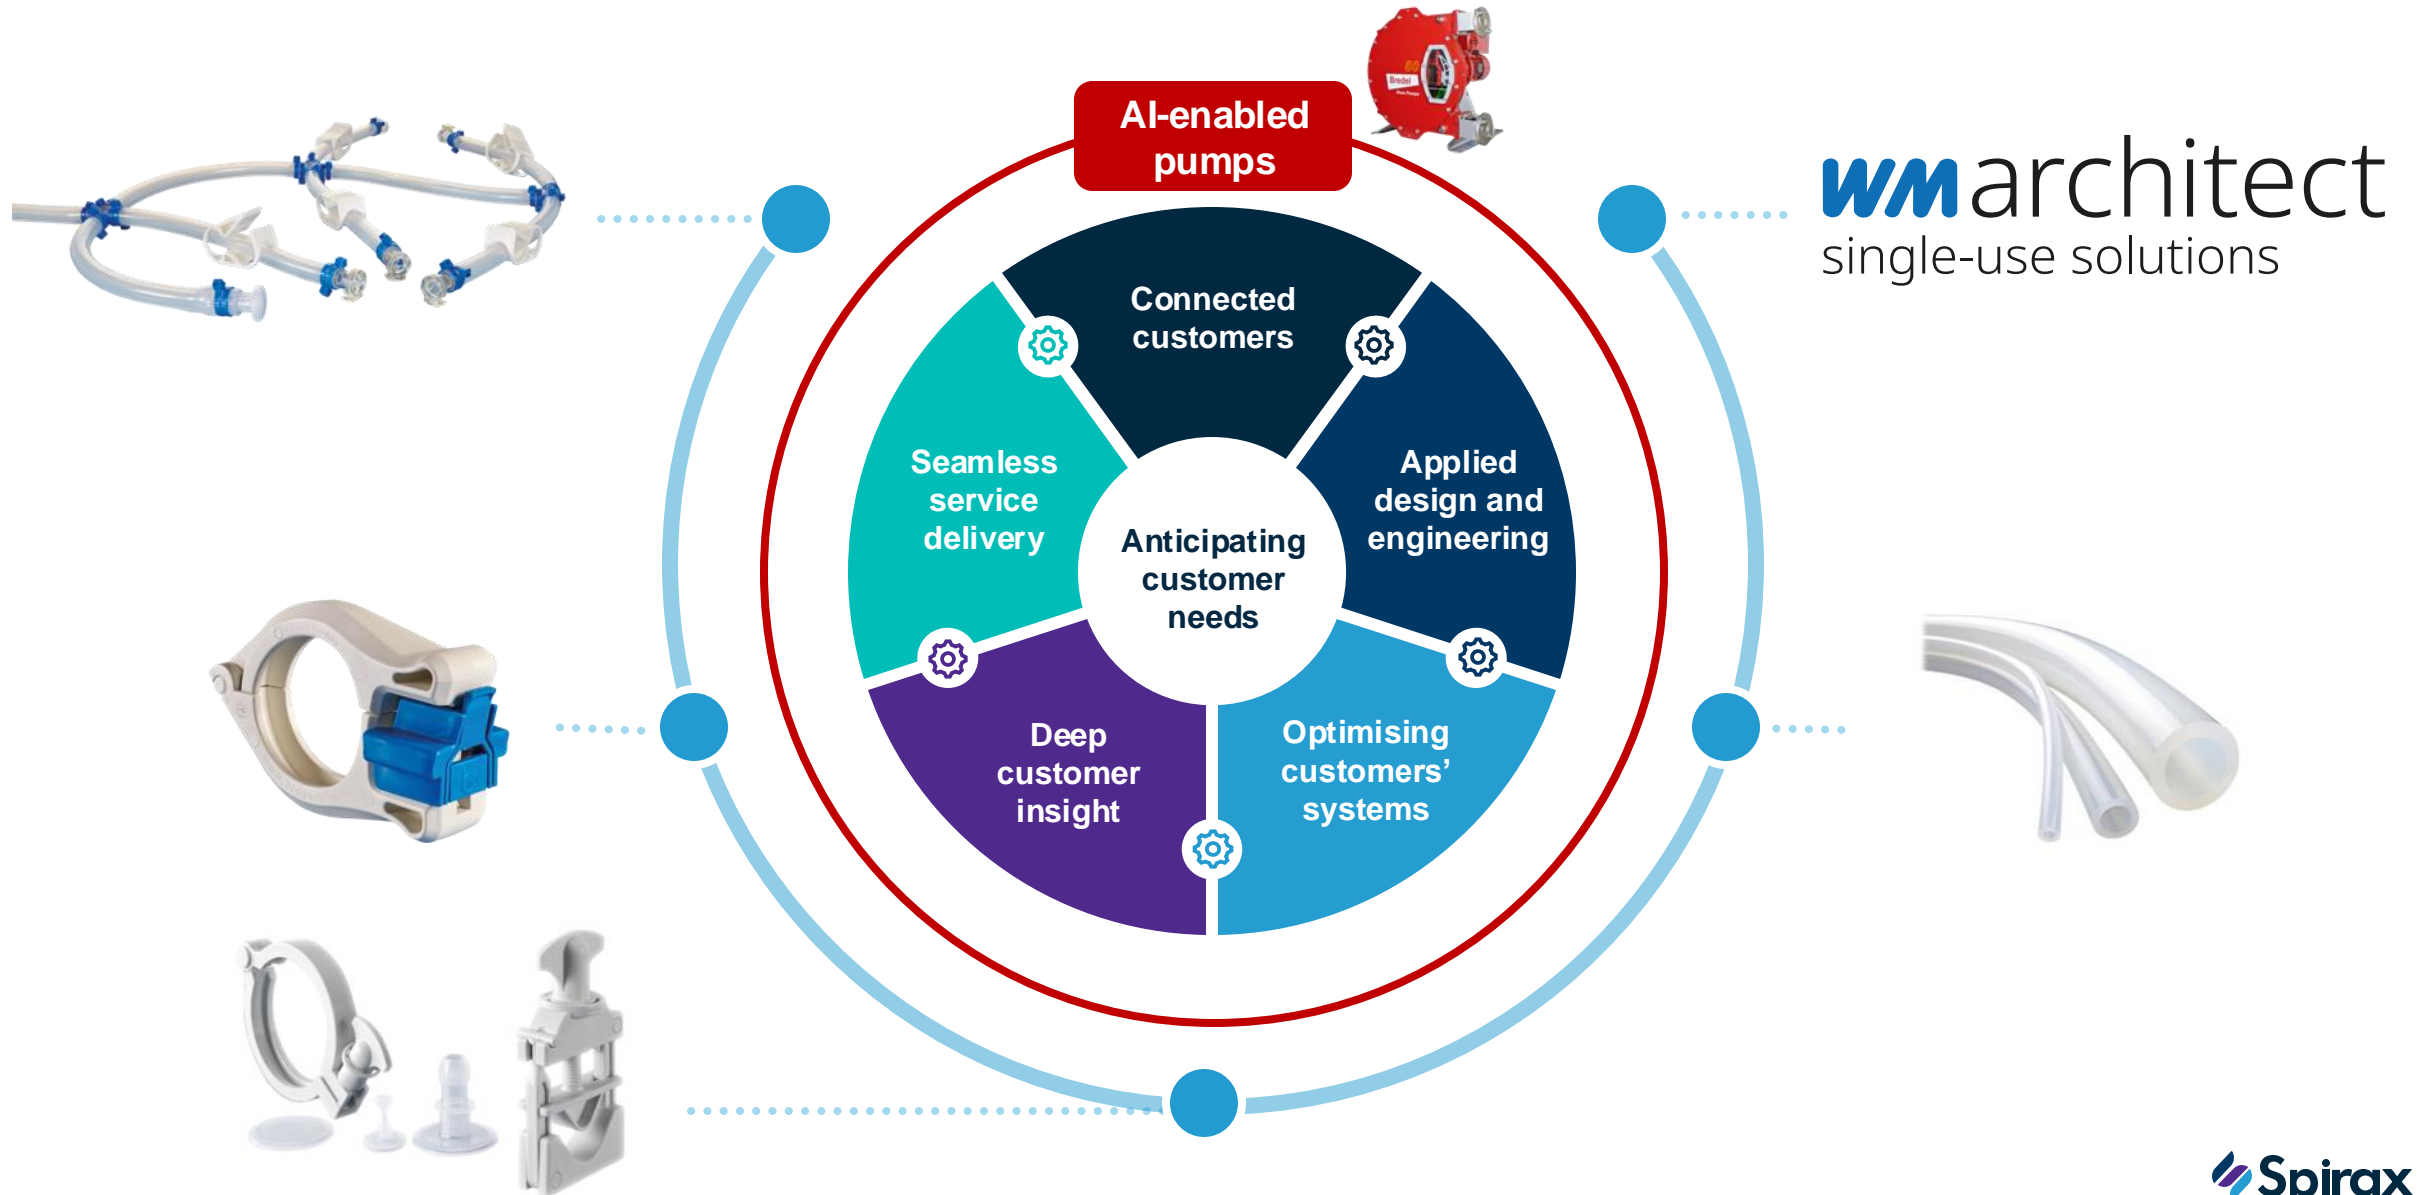 AI-enabled
pumps
Bredel
wmarchitect
single-use solutions
Connected
customers
Seamless
service
delivery
Applied
design and
engineering
Anticipating
customer
needs
Deep
customer
insight
Optimising
customers’
systems
Spirax